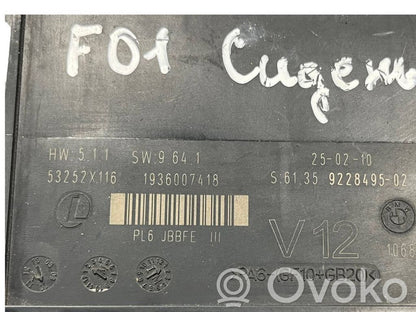 F01 Сидень
HW:5.1.1 SW:9.64.1 25-02-10
53252X116 1936007418 S:61.35 9228495-02
PL6 JBBFE III
V12
1068
Ovoko